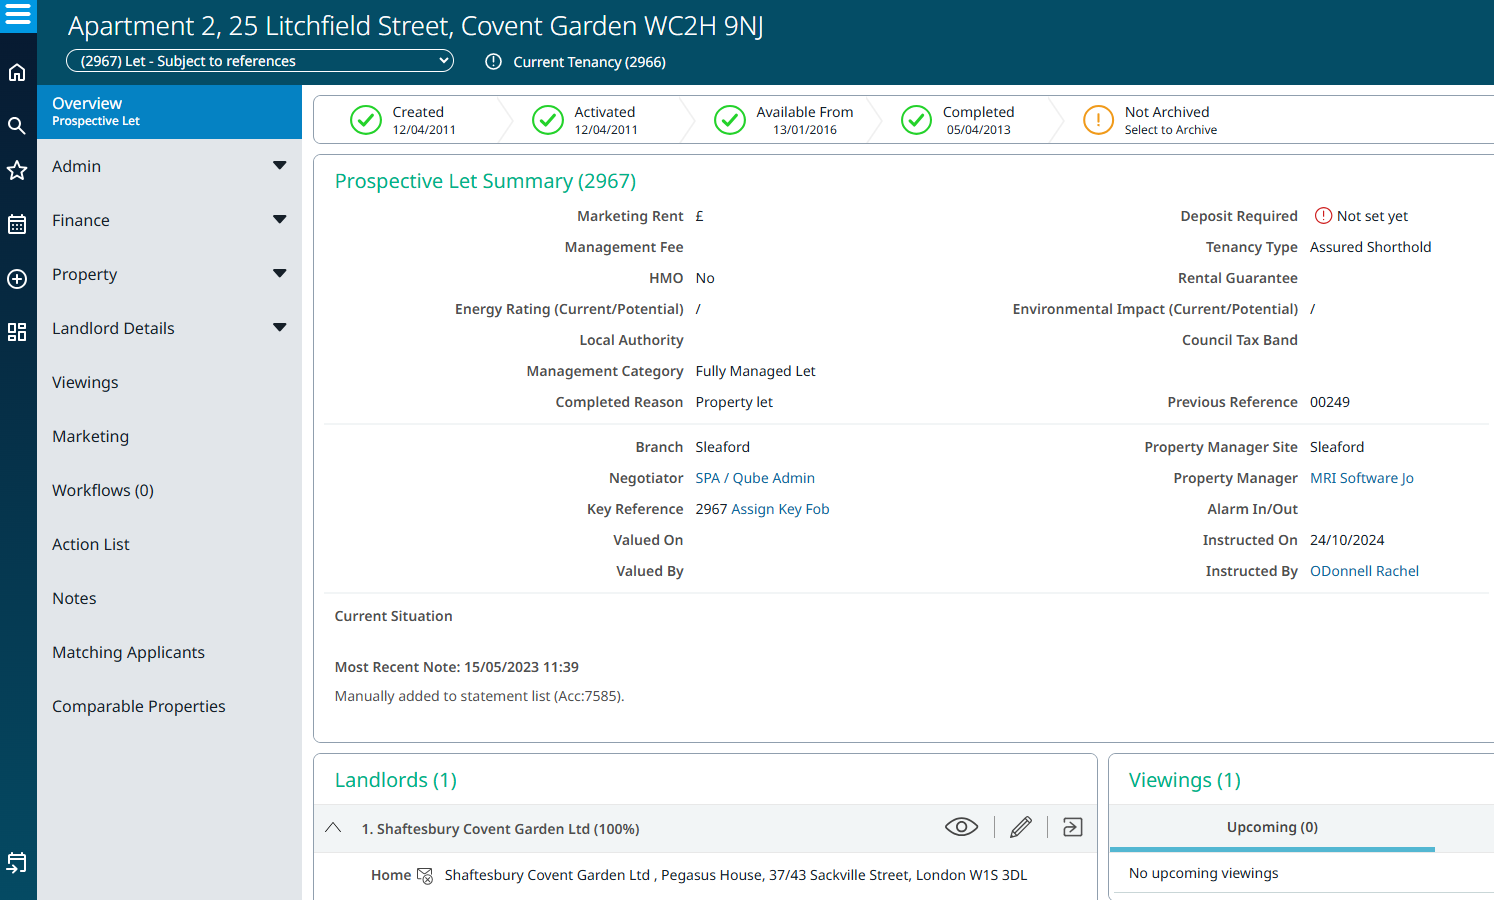 Apartment 2, 25 Litchfield Street, Covent Garden WC2H 9NJ
(2967) Let - Subject to references
Current Tenancy (2966)
Overview
Prospective Let
Admin
Finance
Property
Landlord Details
Viewings
Marketing
Workflows (0)
Action List
Notes
Matching Applicants
Comparable Properties
Created
12/04/2011
Activated
12/04/2011
Available From
13/01/2016
Completed
05/04/2013
Not Archived
Select to Archive
Prospective Let Summary (2967)
Marketing Rent £
Deposit Required Not set yet
Management Fee
Tenancy Type Assured Shorthold
HMO No
Rental Guarantee
Energy Rating (Current/Potential) /
Environmental Impact (Current/Potential) /
Local Authority
Council Tax Band
Management Category Fully Managed Let
Completed Reason Property let
Previous Reference 00249
Branch Sleaford
Property Manager Site Sleaford
Negotiator SPA / Qube Admin
Property Manager MRI Software Jo
Key Reference 2967 Assign Key Fob
Alarm In/Out
Valued On
Instructed On 24/10/2024
Valued By
Instructed By ODonnell Rachel
Current Situation
Most Recent Note: 15/05/2023 11:39
Manually added to statement list (Acc:7585).
Landlords (1)
1. Shaftesbury Covent Garden Ltd (100%)
Home Shaftesbury Covent Garden Ltd , Pegasus House, 37/43 Sackville Street, London W1S 3DL
Viewings (1)
Upcoming (0)
No upcoming viewings